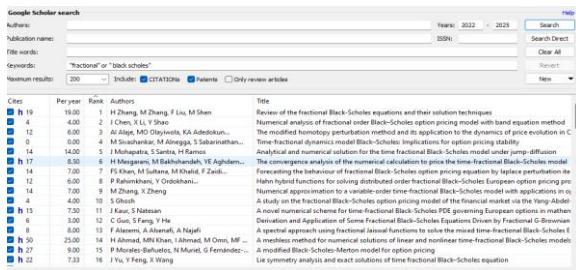 Google Scholar search Help
Authors: Years: 2022 - 2025 Search
Publication name: ISSN: Search Direct
Title words: Clear All
Keywords: "fractional" or " black scholes" Revert
Maximum results: 200 Include: CITATIONs Patents Only review articles New
Cites Per year Rank Authors Title
h 19 19.00 1 H Zhang, M Zhang, F Liu, M Shen Review of the fractional Black-Scholes equations and their solution techniques
4 4.00 2 J Chen, X Li, Y Shao Numerical analysis of fractional order Black–Scholes option pricing model with band equation method
12 6.00 3 Al Alaje, MO Olayiwola, KA Adedokun... The modified homotopy perturbation method and its application to the dynamics of price evolution in C
0 0.00 4 M Sivashankar, M Alnegga, S Sabarinathan... Time-fractional dynamics model Black–Scholes: Implications for option pricing stability
14 14.00 5 J Mohapatra, S Santra, H Ramos Analytical and numerical solution for the time fractional Black-Scholes model under jump-diffusion
h 17 8.50 6 H Mesgarani, M Bakhshandeh, YE Aghdam... The convergence analysis of the numerical calculation to price the time-fractional Black–Scholes model
14 7.00 7 FS Khan, M Sultana, M Khalid, F Zaidi... Forecasting the behaviour of fractional Black-Scholes option pricing equation by laplace perturbation ite
12 6.00 8 P Rahimkhani, Y Ordokhani... Hahn hybrid functions for solving distributed order fractional Black–Scholes European option pricing pro
14 7.00 9 M Zhang, X Zheng Numerical approximation to a variable-order time-fractional Black–Scholes model with applications in op
4 4.00 10 S Ghosh A study on the fractional Black–Scholes option pricing model of the financial market via the Yang-Abdel-
h 15 7.50 11 J Kaur, S Natesan A novel numerical scheme for time-fractional Black-Scholes PDE governing European options in mathem
3 3.00 12 C Guo, S Fang, Y He Derivation and Application of Some Fractional Black–Scholes Equations Driven by Fractional G-Brownian
8 8.00 13 F Alazemi, A Alsenafi, A Najafi A spectral approach using fractional Jaiswal functions to solve the mixed time-fractional Black-Scholes E
h 50 25.00 14 H Ahmad, MN Khan, I Ahmad, M Omri, MF ... A meshless method for numerical solutions of linear and nonlinear time-fractional Black-Scholes models
h 27 9.00 15 P Morales-Bañuelos, N Muriel, G Fernández-... A modified Black-Scholes-Merton model for option pricing
h 22 7.33 16 J Yu, Y Feng, X Wang Lie symmetry analysis and exact solutions of time fractional Black–Scholes equation